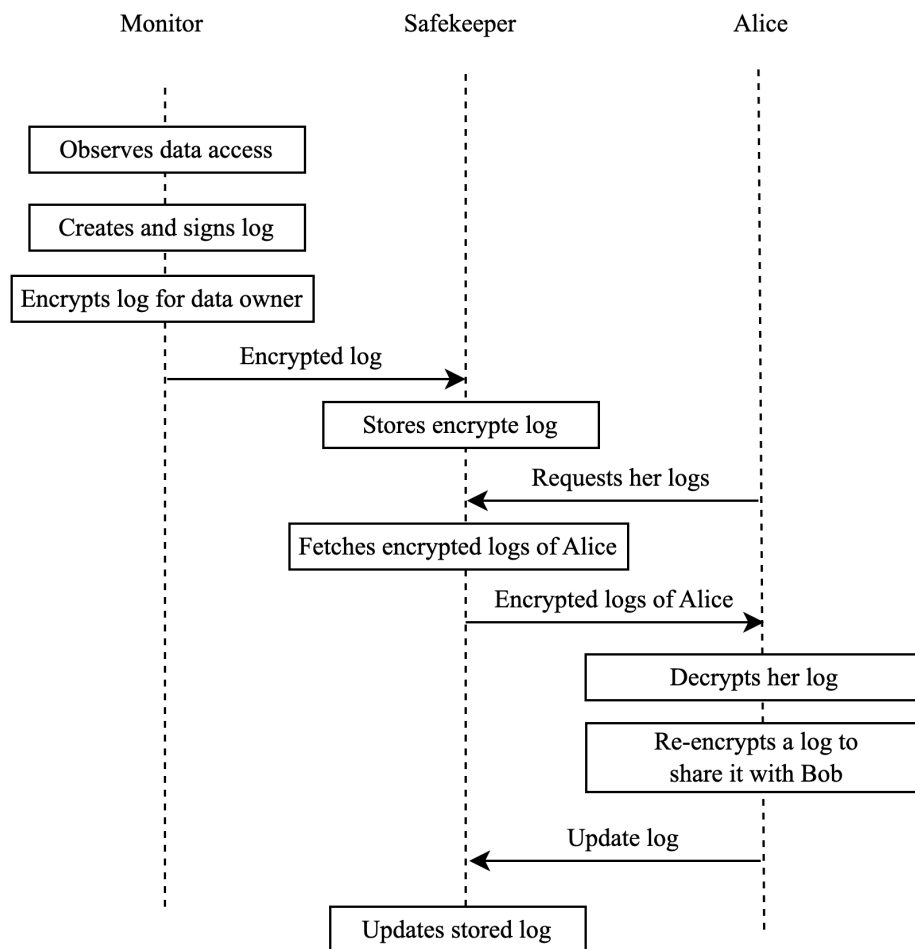 Monitor
Safekeeper
Alice
Observes data access
Creates and signs log
Encrypts log for data owner
Encrypted log
Stores encrypte log
Requests her logs
Fetches encrypted logs of Alice
Encrypted logs of Alice
Decrypts her log
Re-encrypts a log to
share it with Bob
Update log
Updates stored log